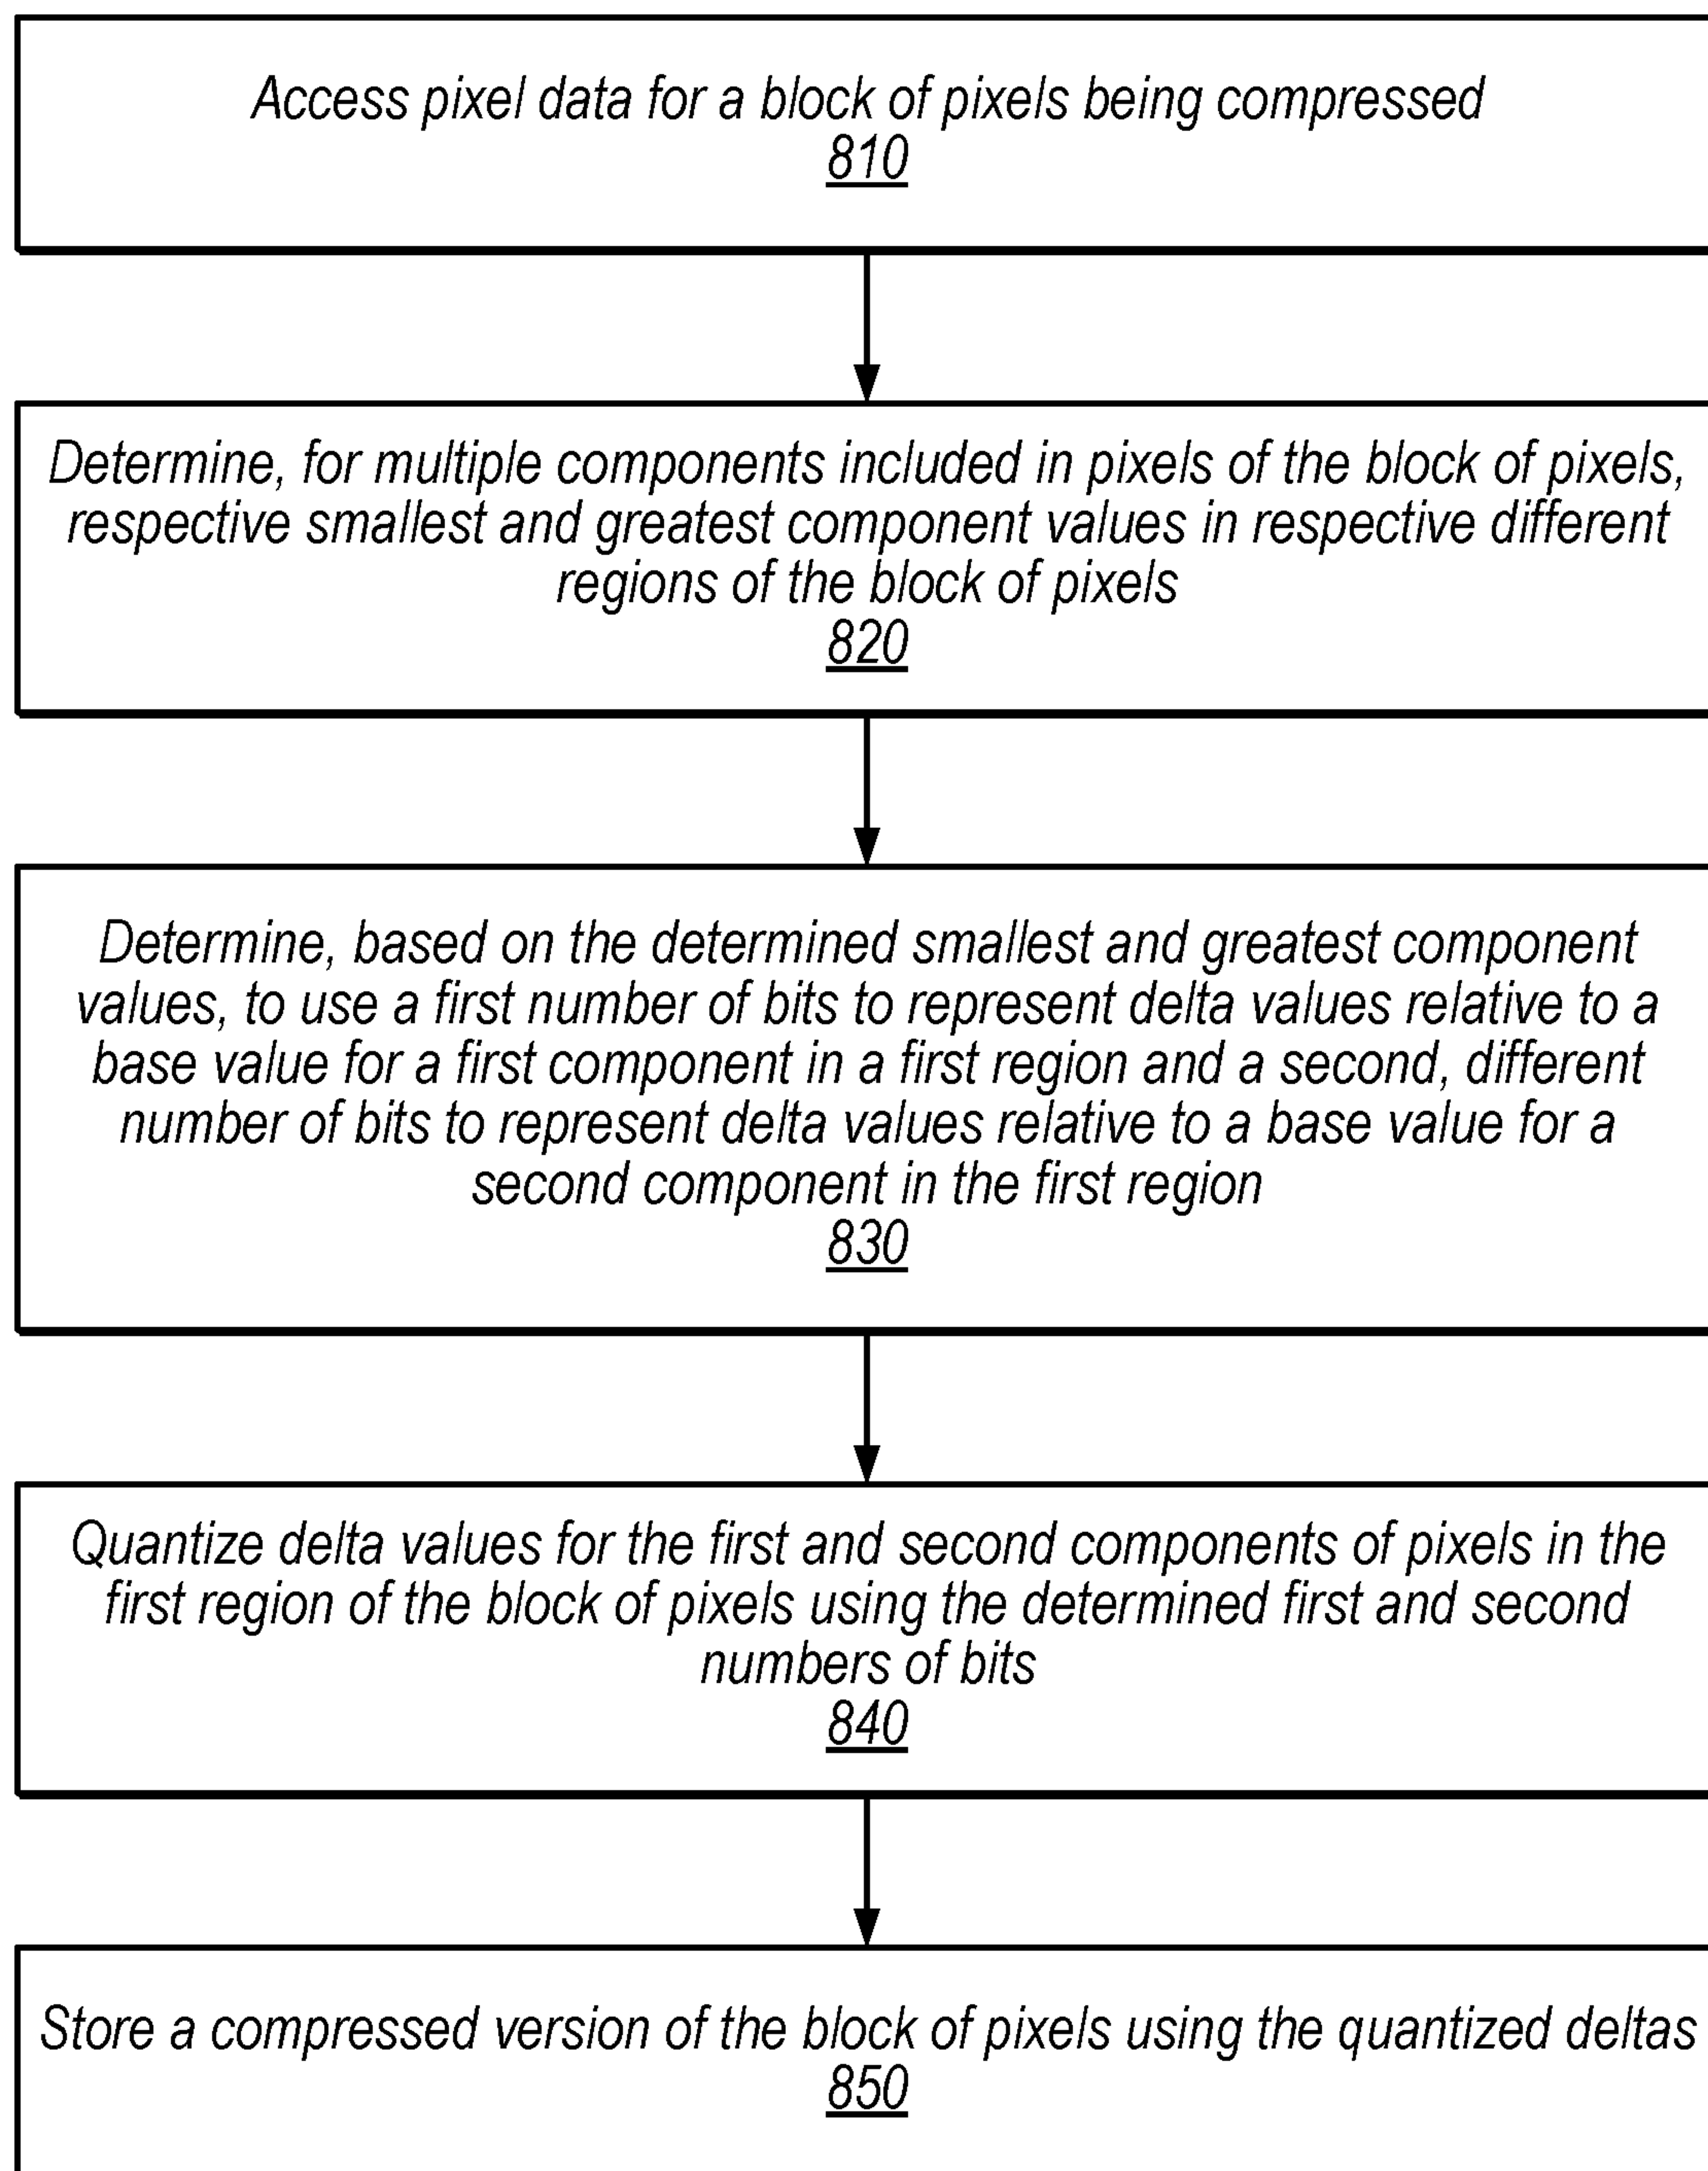 Access pixel data for a block of pixels being compressed
810
Determine, for multiple components included in pixels of the block of pixels,
respective smallest and greatest component values in respective different
regions of the block of pixels
820
Determine, based on the determined smallest and greatest component
values, to use a first number of bits to represent delta values relative to a
base value for a first component in a first region and a second, different
number of bits to represent delta values relative to a base value for a
second component in the first region
830
Quantize delta values for the first and second components of pixels in the
first region of the block of pixels using the determined first and second
numbers of bits
840
Store a compressed version of the block of pixels using the quantized deltas
850